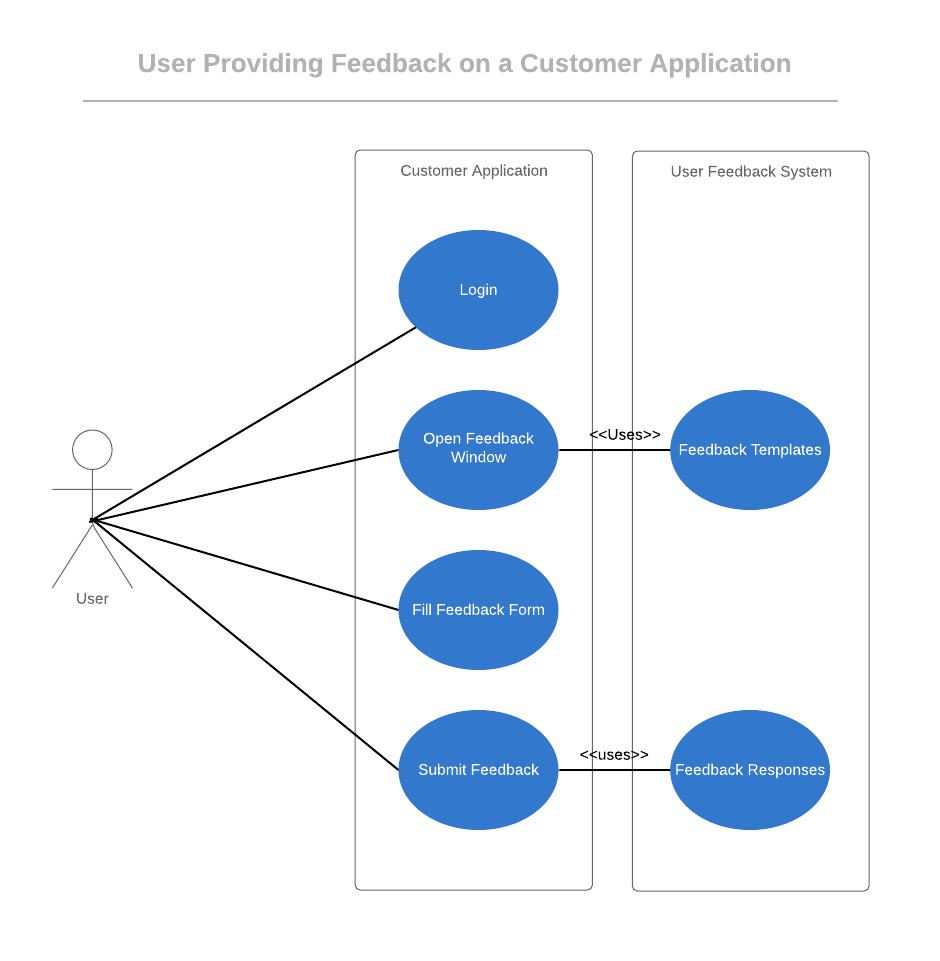 User Providing Feedback on a Customer Application
Customer Application
User Feedback System
Login
Open Feedback
Window
<<Uses>>
Feedback Templates
User
Fill Feedback Form
Submit Feedback
<<uses>>
Feedback Responses